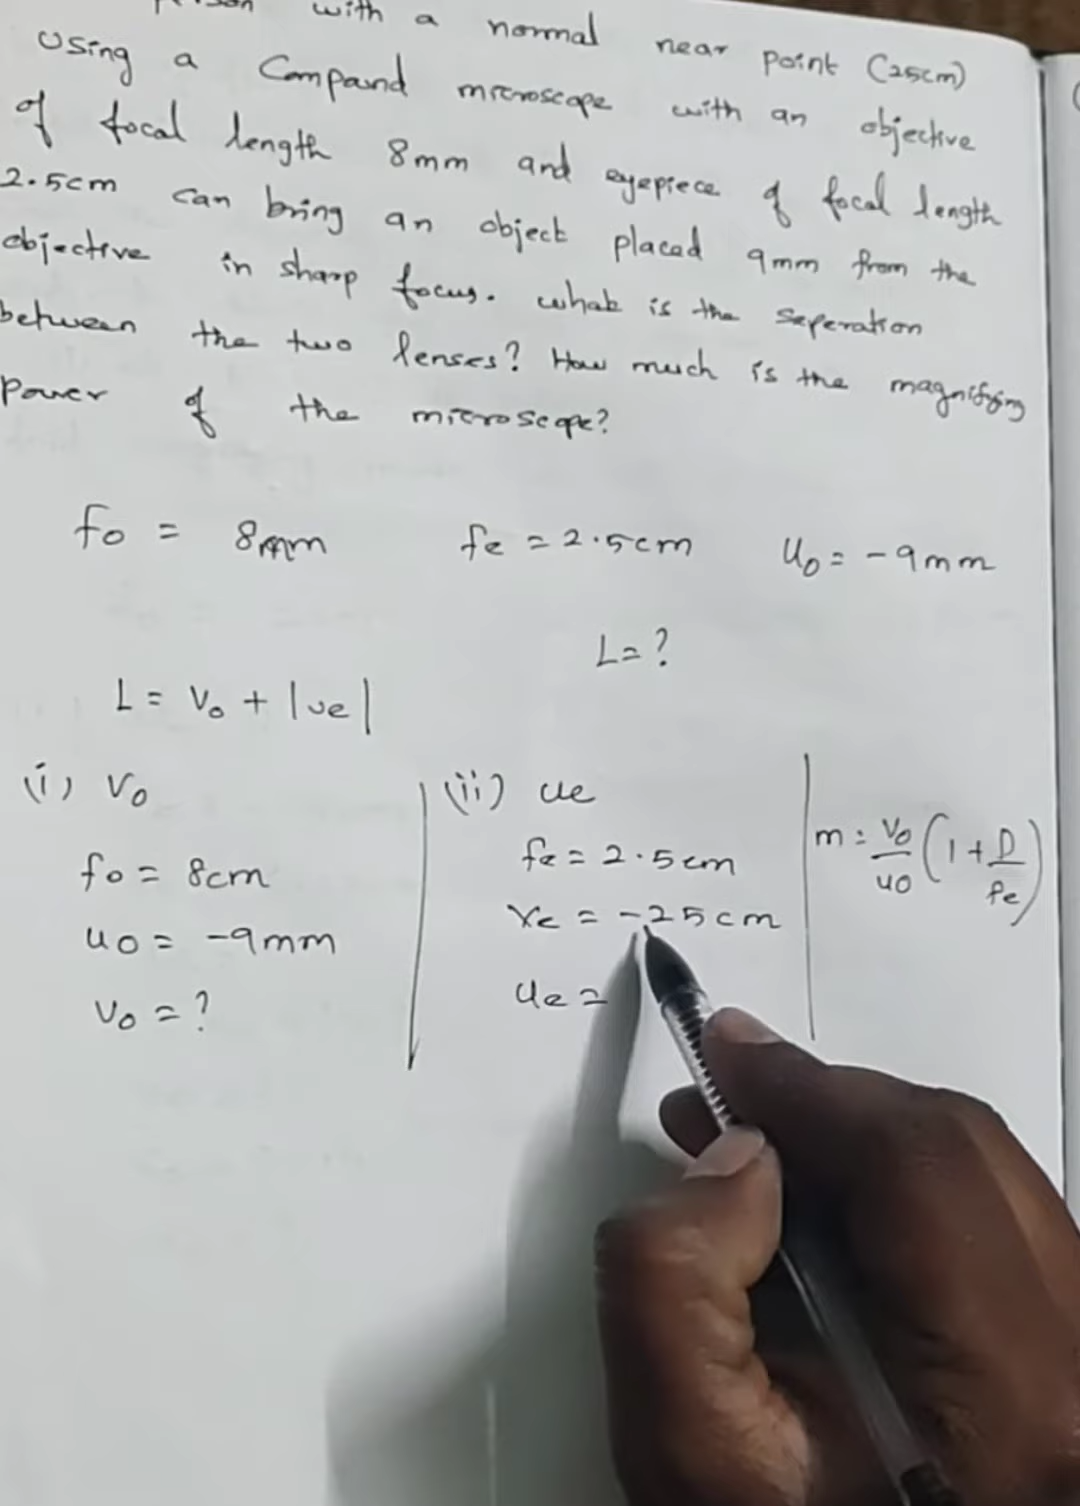 with a normal near point (25cm)
Using a Compaund microscope with an objective
of focal length 8mm and eyepiece of focal length
2.5cm can bring an object placed 9mm from the
objective in sharp focus. what is the seperation
between the two lenses? How much is the magnifying
Power of the microscope?
fo = 8mm fe = 2.5cm uo = -9mm
L = ?
L = vo + |ue|
(i) vo
fo = 8cm
uo = -9mm
vo = ?
(ii) ue
fe = 2.5cm
ve = -25cm
ue =
m = vo/uo (1 + D/fe)